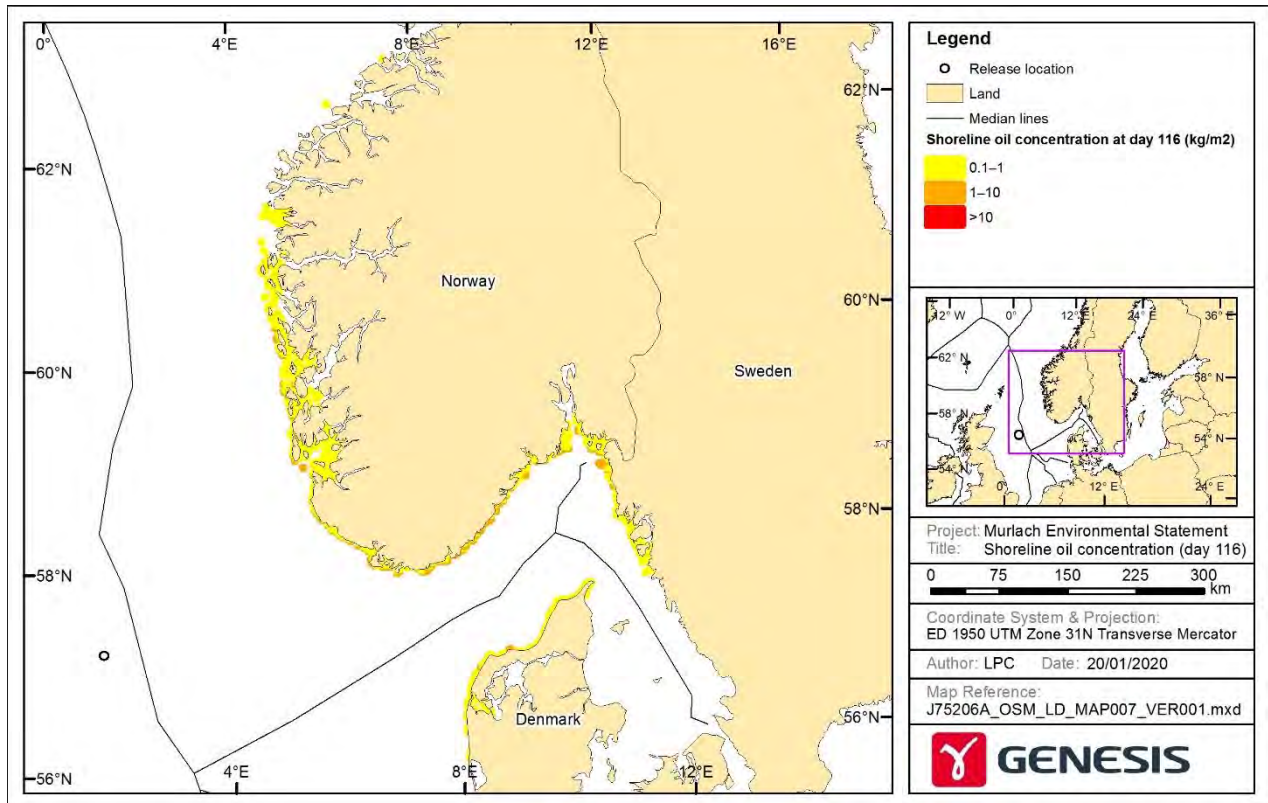 0°
4°E
8°E
12°E
16°E
62°N
62°N
60°N
60°N
58°N
58°N
56°N
56°N
4°E
8°E
12°E
Norway
Sweden
Denmark
Legend
Release location
Land
Median lines
Shoreline oil concentration at day 116 (kg/m2)
0.1–1
1–10
>10
12°W 0° 12°E 24°E 36°E
62° N
58° N
58° N
54° N
54° N
0° 12°E 24° E
Project: Murlach Environmental Statement
Title: Shoreline oil concentration (day 116)
0 75 150 225 300
km
Coordinate System & Projection:
ED 1950 UTM Zone 31N Transverse Mercator
Author: LPC Date: 20/01/2020
Map Reference:
J75206A_OSM_LD_MAP007_VER001.mxd
GENESIS